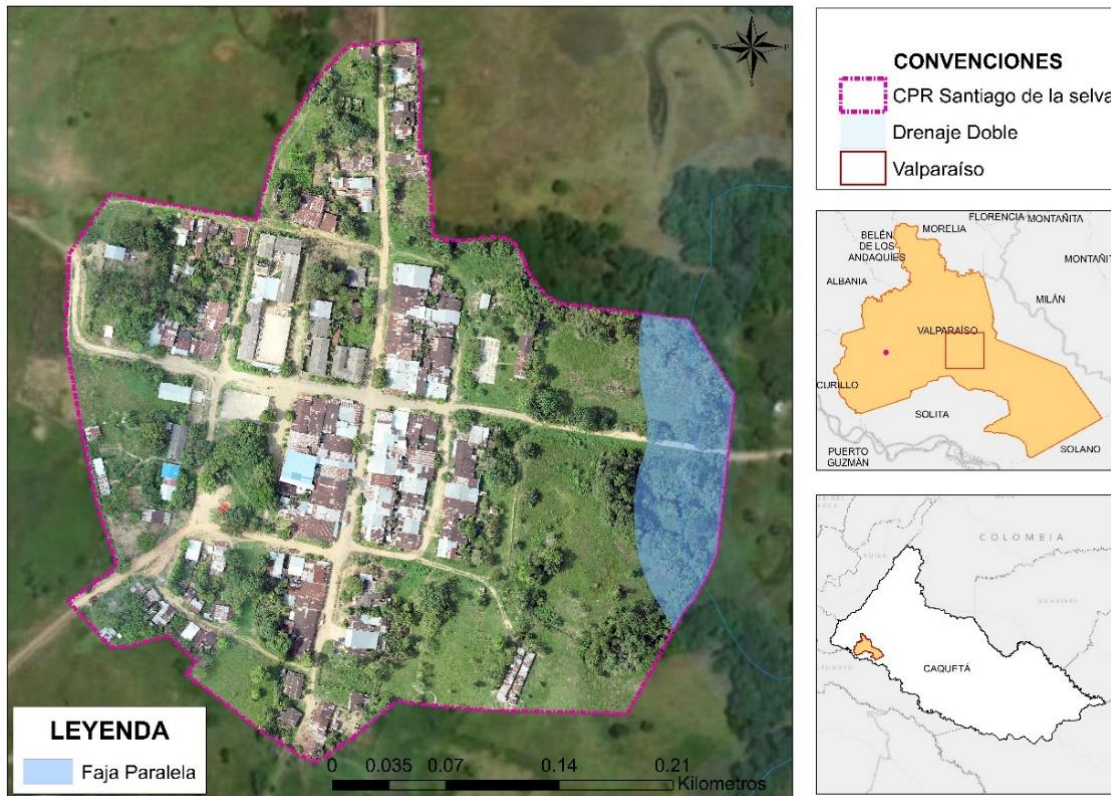 N
S
LEYENDA
Faja Paralela
0 0.035 0.07 0.14 0.21
Kilometros
CONVENCIONES
CPR Santiago de la selva
Drenaje Doble
Valparaíso
FLORENCIA MONTAÑITA
BELÉN DE LOS ANDAQUÍES
MORELIA
MONTAÑIT
ALBANIA
MILÁN
VALPARAÍSO
CURILLO
SOLITA
PUERTO GUZMÁN
SOLANO
COLOMBIA
CAQUETÁ